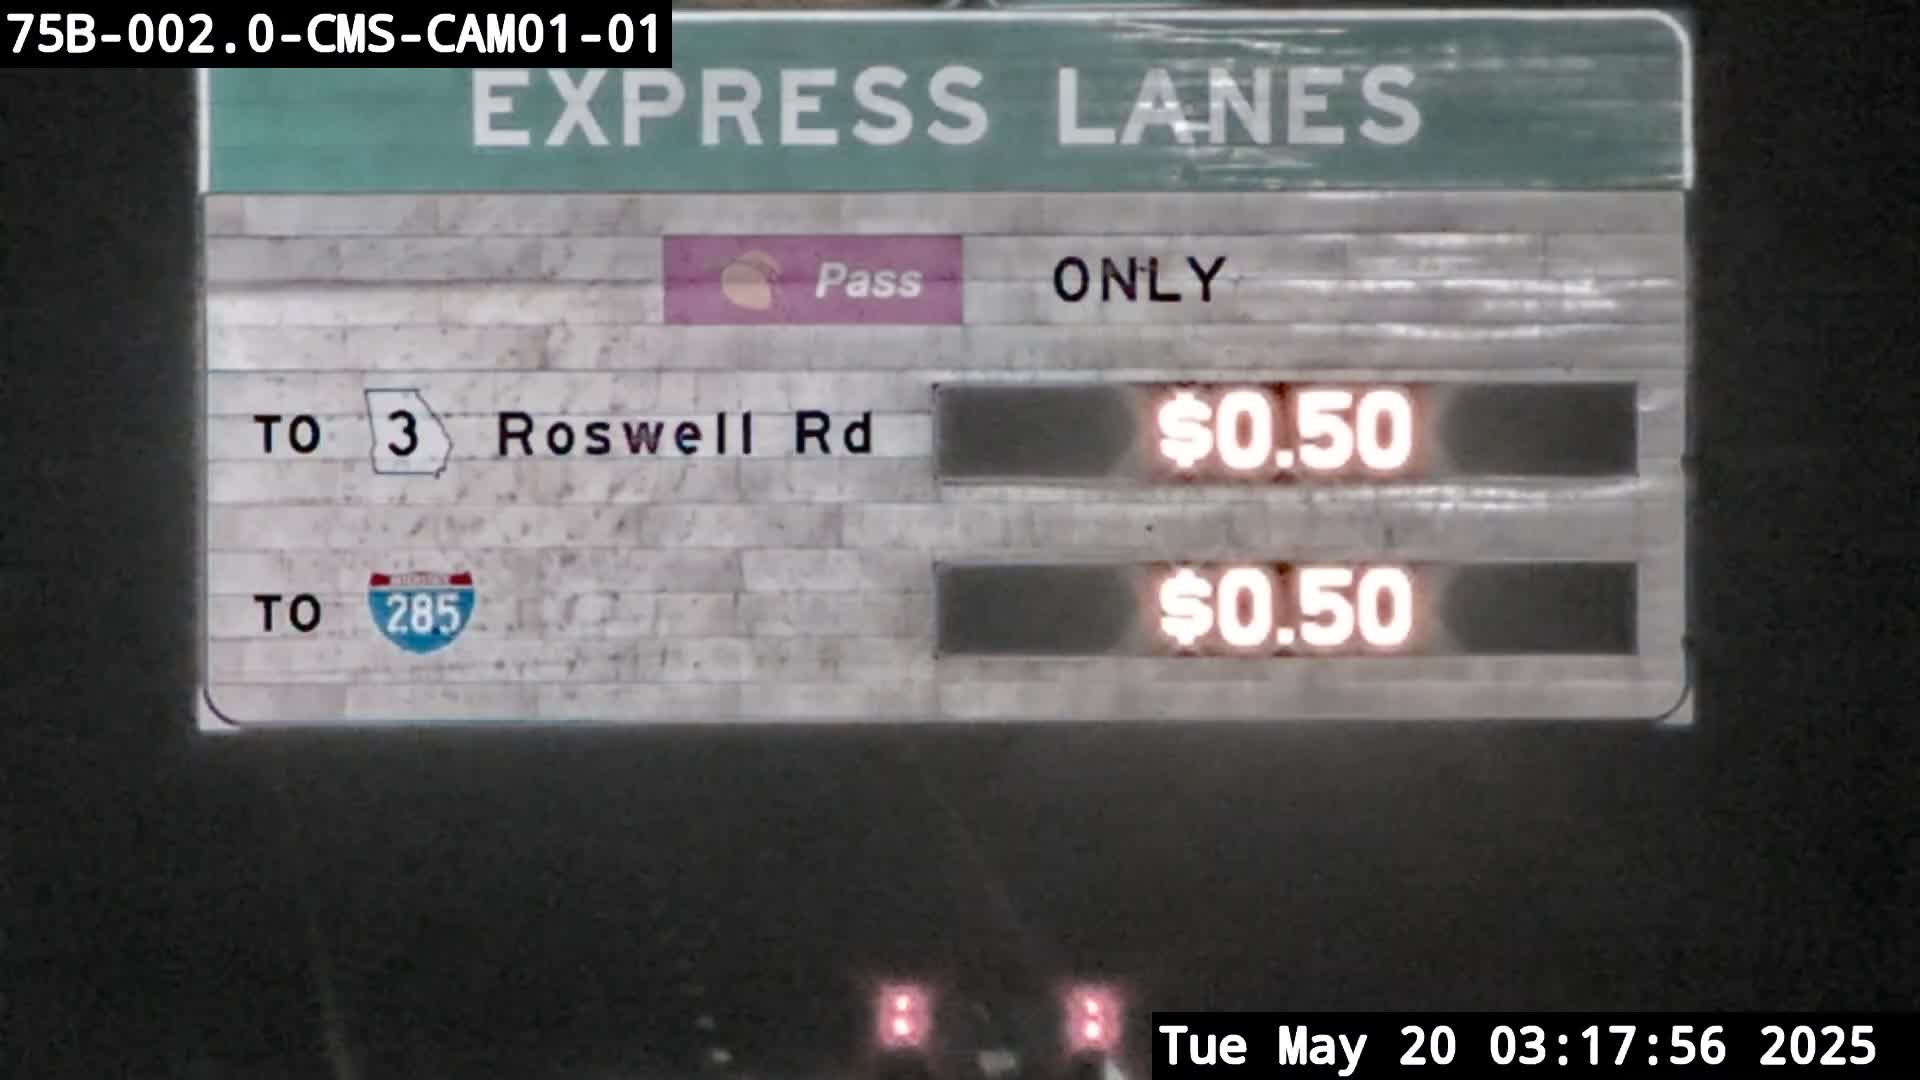 75B-002.0-CMS-CAM01-01
EXPRESS LANES
Pass ONLY
TO 3 Roswell Rd $0.50
TO 285 $0.50
Tue May 20 03:17:56 2025